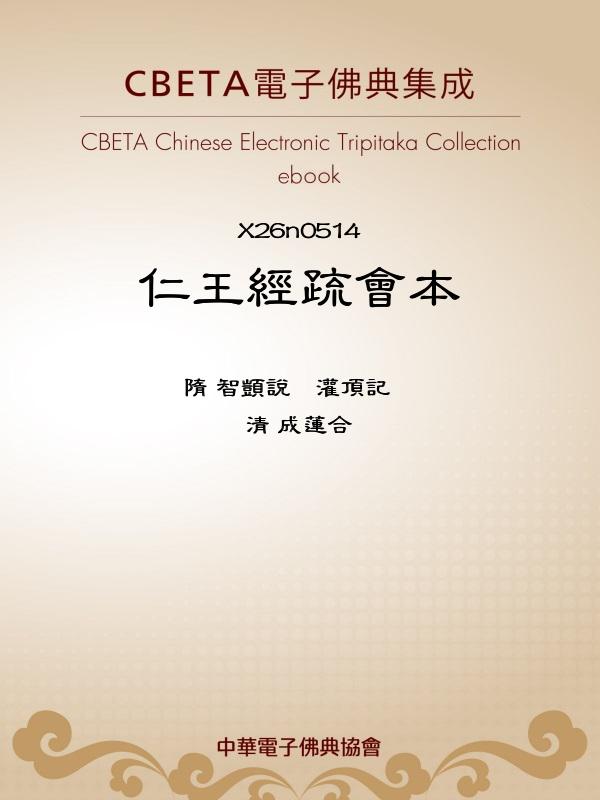 CBETA電子佛典集成
CBETA Chinese Electronic Tripitaka Collection
ebook
X26n0514
仁王經疏會本
隋 智顗說　灌頂記
清 成蓮合
中華電子佛典協會